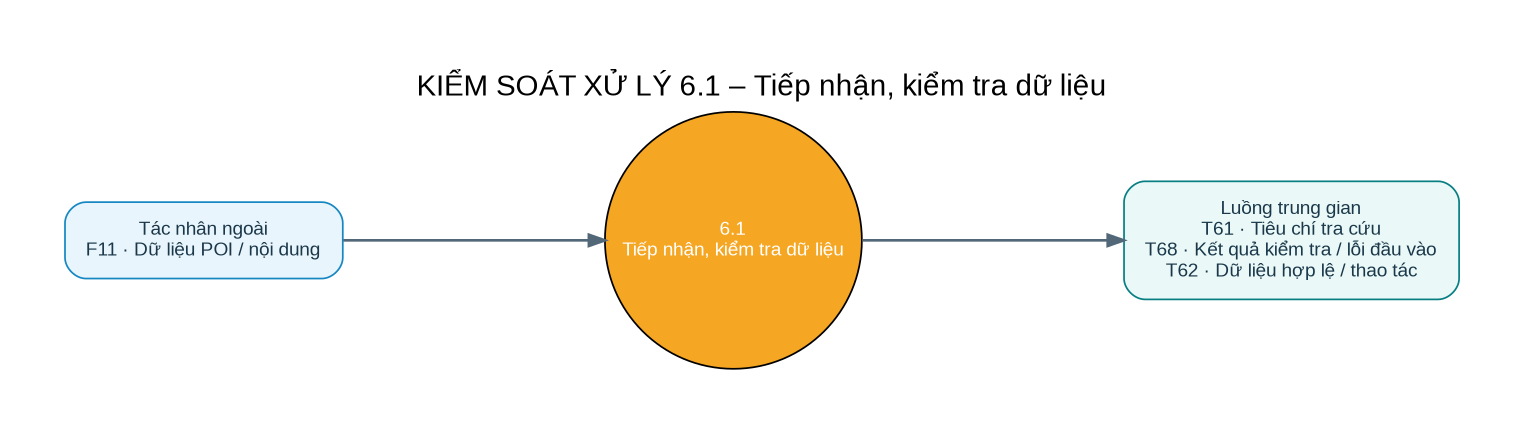 KIỂM SOÁT XỬ LÝ 6.1 – Tiếp nhận, kiểm tra dữ liệu
Tác nhân ngoài
F11 · Dữ liệu POI / nội dung
6.1
Tiếp nhận, kiểm tra dữ liệu
Luồng trung gian
T61 · Tiêu chí tra cứu
T68 · Kết quả kiểm tra / lỗi đầu vào
T62 · Dữ liệu hợp lệ / thao tác